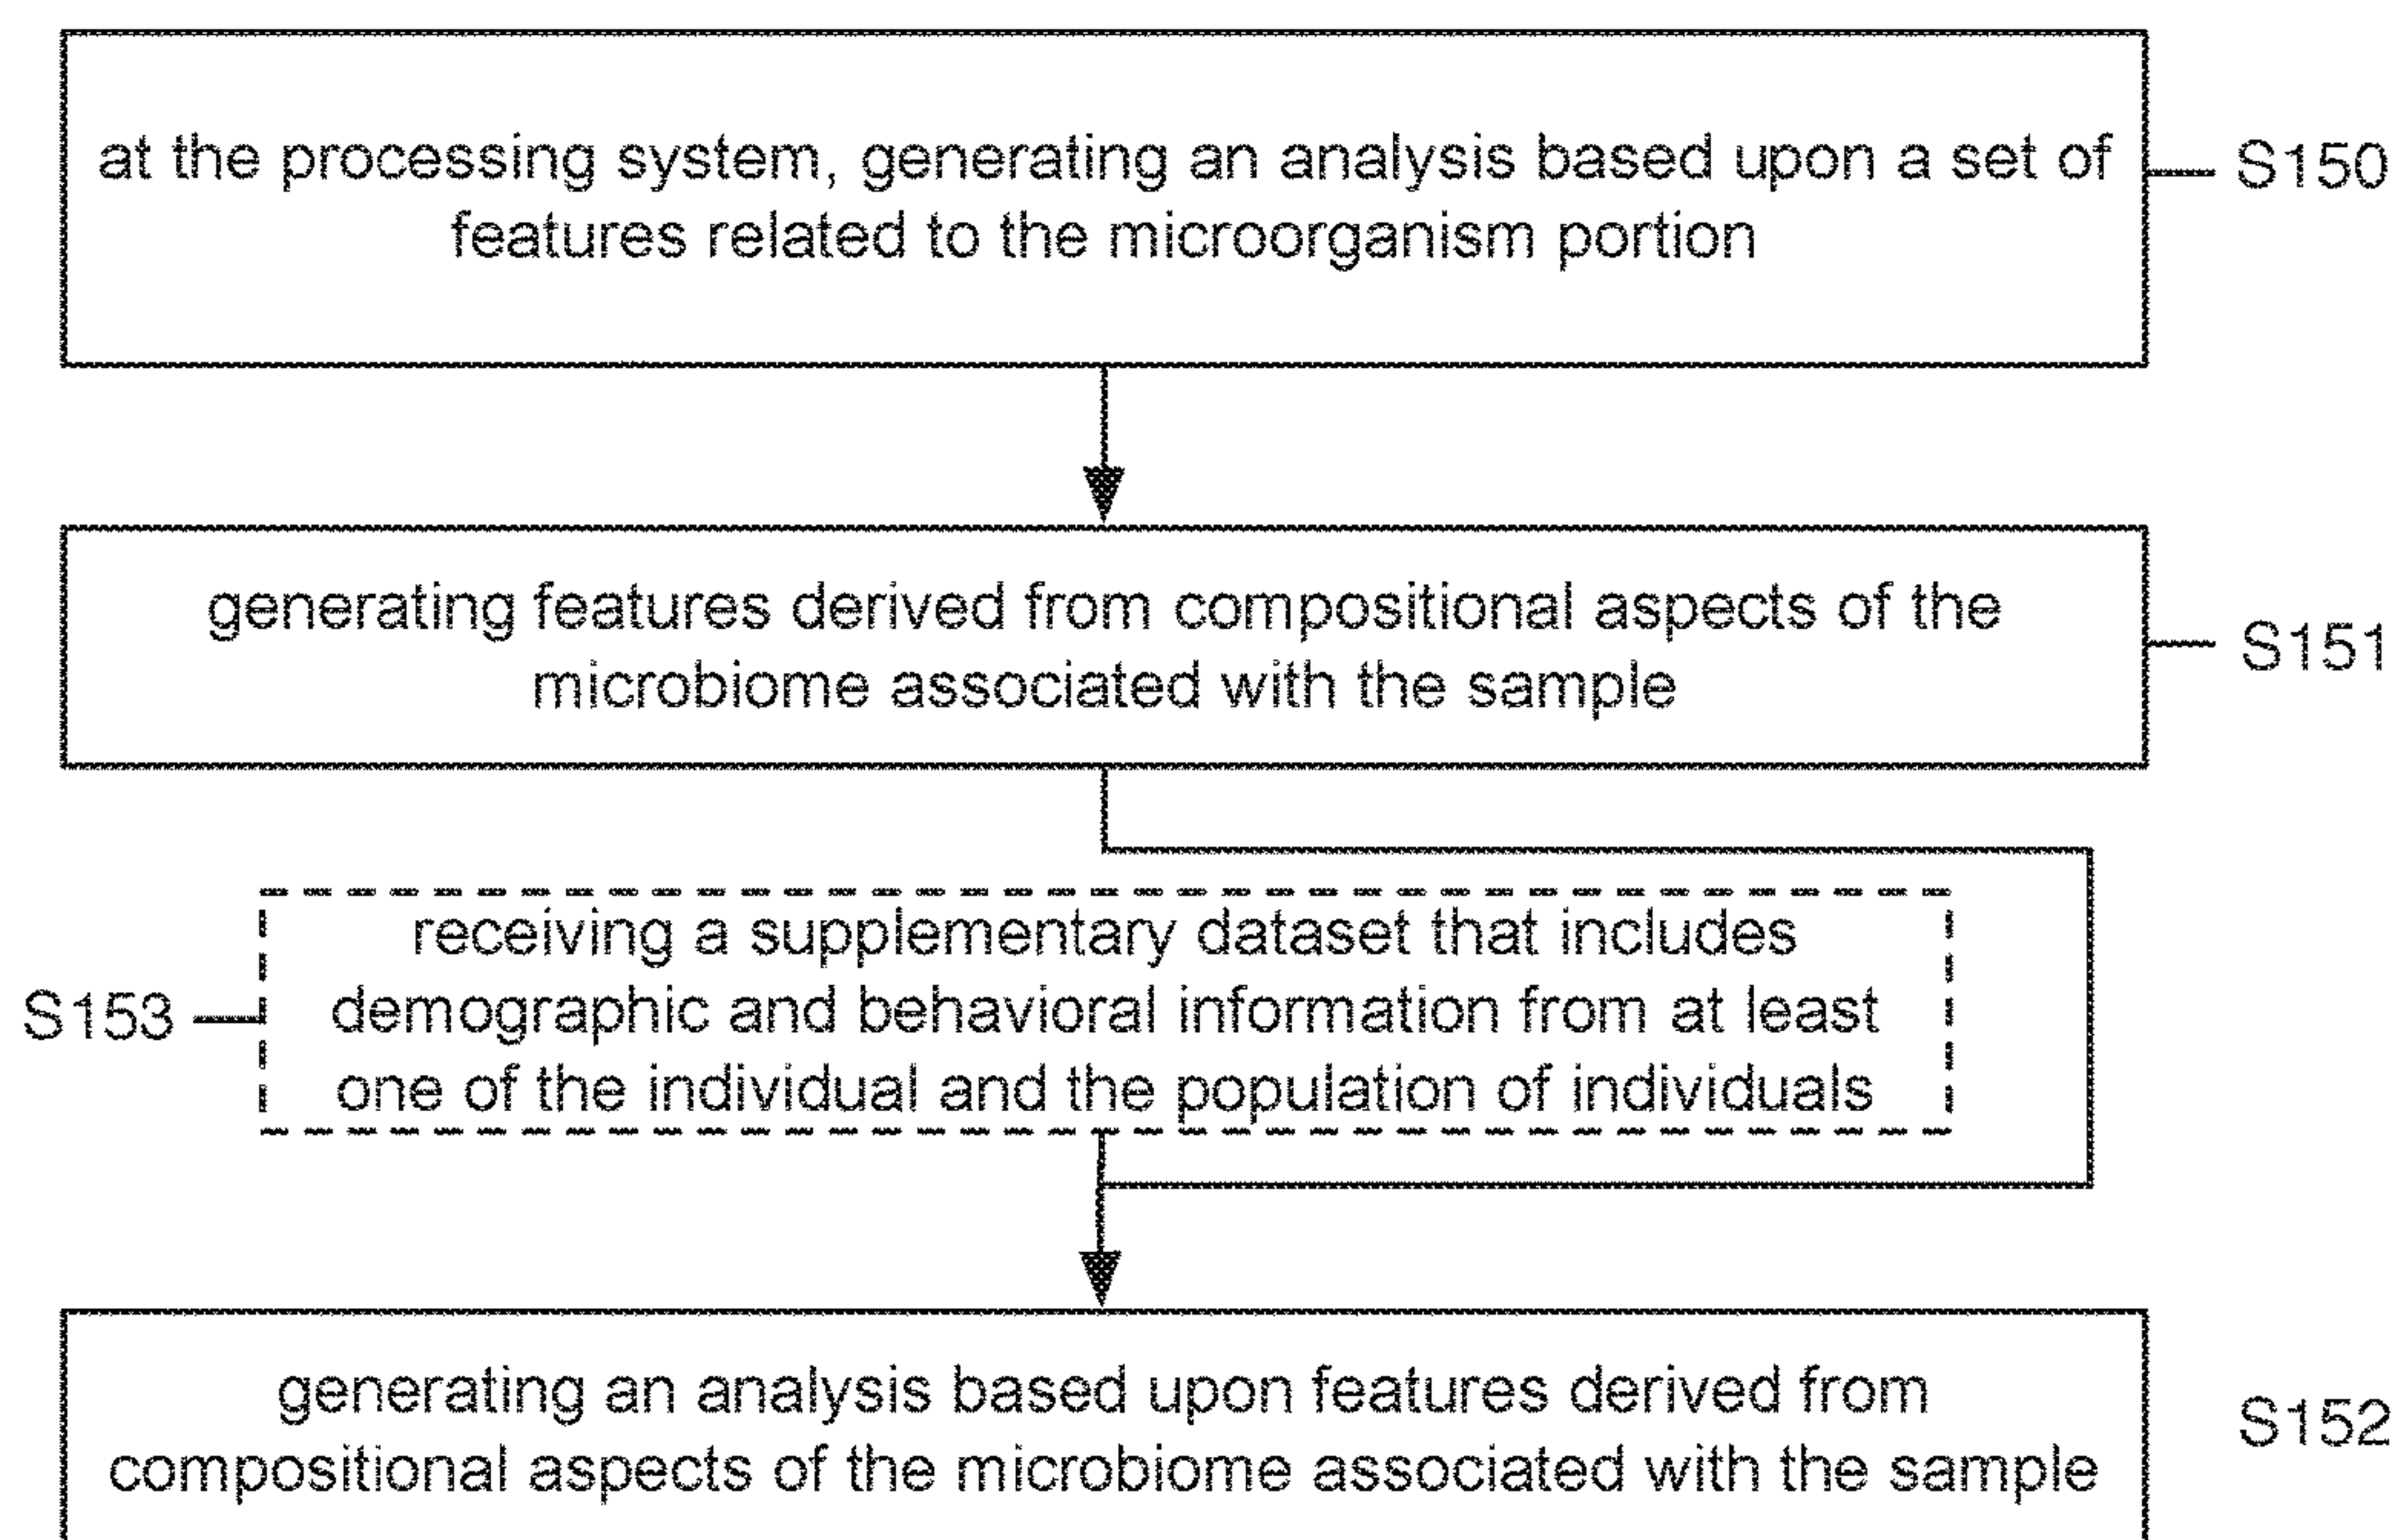 at the processing system, generating an analysis based upon a set of
features related to the microorganism portion
S150
generating features derived from compositional aspects of the
microbiome associated with the sample
S151
receiving a supplementary dataset that includes
demographic and behavioral information from at least
one of the individual and the population of individuals
S153
generating an analysis based upon features derived from
compositional aspects of the microbiome associated with the sample
S152